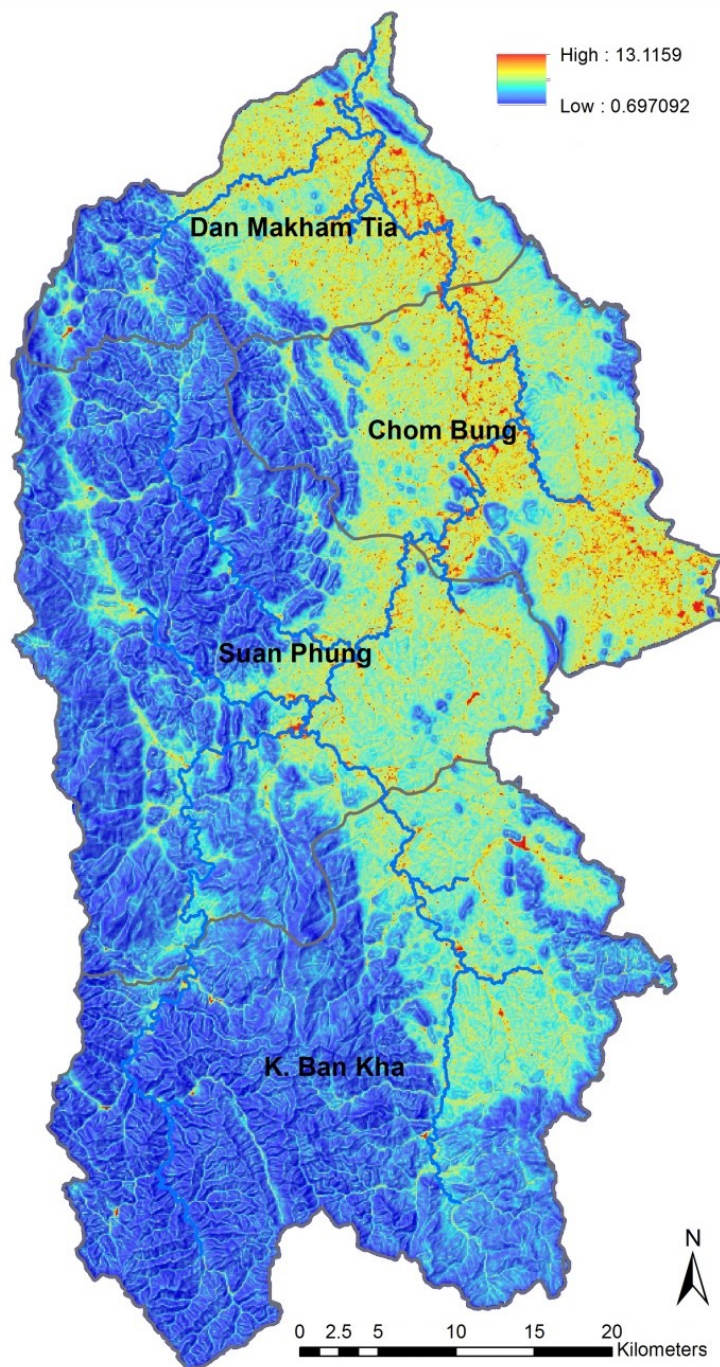 High : 13.1159
Low : 0.697092
Dan Makham Tia
Chom Bung
Suan Phung
K. Ban Kha
N
0 2.5 5 10 15 20
Kilometers